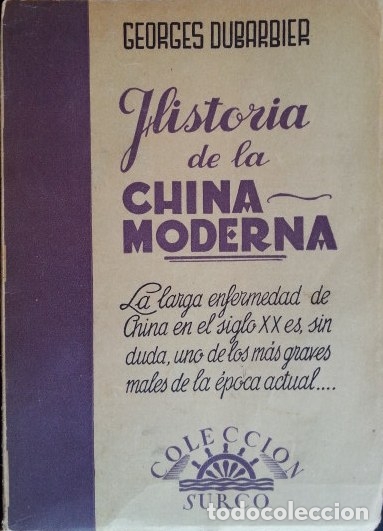 GEORGES DUBARBIER
Historia
de la
CHINA
MODERNA
La larga enfermedad de
China en el siglo XX es, sin
duda, uno de los más graves
males de la época actual....
COLECCION
SURCO
todocoleccion